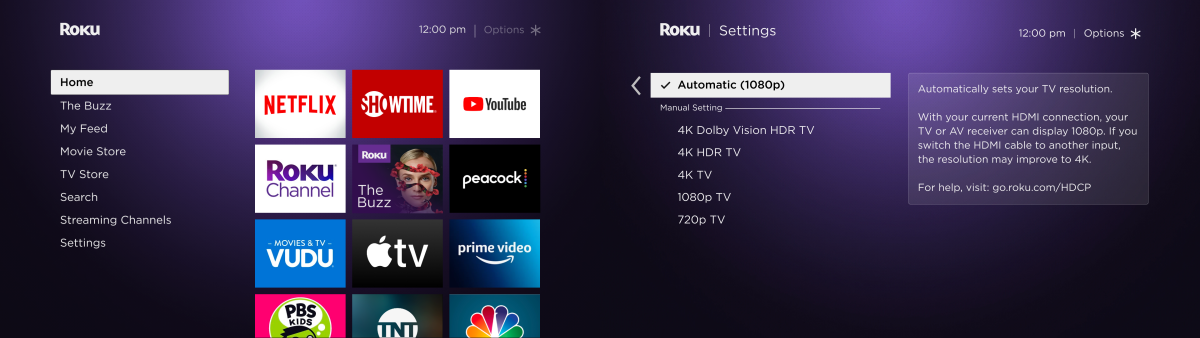 Roku
12:00 pm | Options
Home
The Buzz
My Feed
Movie Store
TV Store
Search
Streaming Channels
Settings
NETFLIX
SHOWTIME
YouTube
Roku
Channel
Roku
The
Buzz
peacock
MOVIES & TV
VUDU
tv
prime video
PBS
KIDS
TNT
Roku | Settings
12:00 pm | Options
Automatic (1080p)
Manual Setting
4K Dolby Vision HDR TV
4K HDR TV
4K TV
1080p TV
720p TV
Automatically sets your TV resolution.
With your current HDMI connection, your
TV or AV receiver can display 1080p. If you
switch the HDMI cable to another input,
the resolution may improve to 4K.
For help, visit: go.roku.com/HDCP